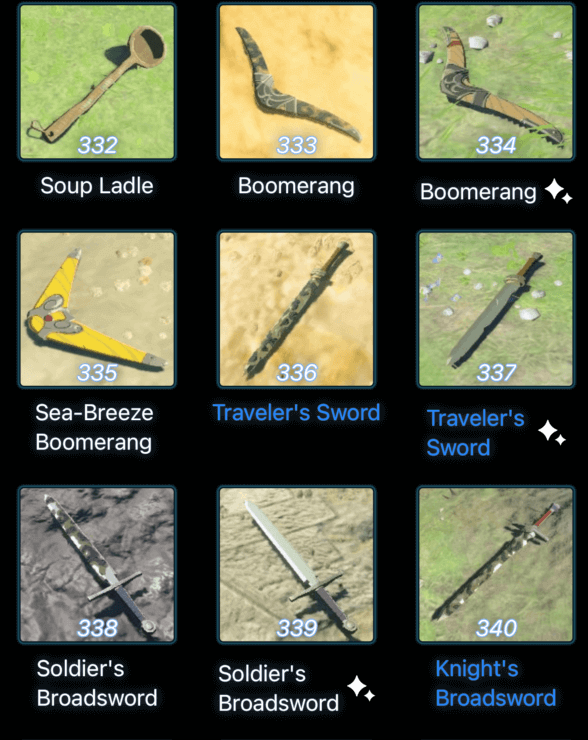 332
333
334
Soup Ladle
Boomerang
Boomerang
335
336
337
Sea-Breeze
Boomerang
Traveler's Sword
Traveler's
Sword
338
339
340
Soldier's
Broadsword
Soldier's
Broadsword
Knight's
Broadsword